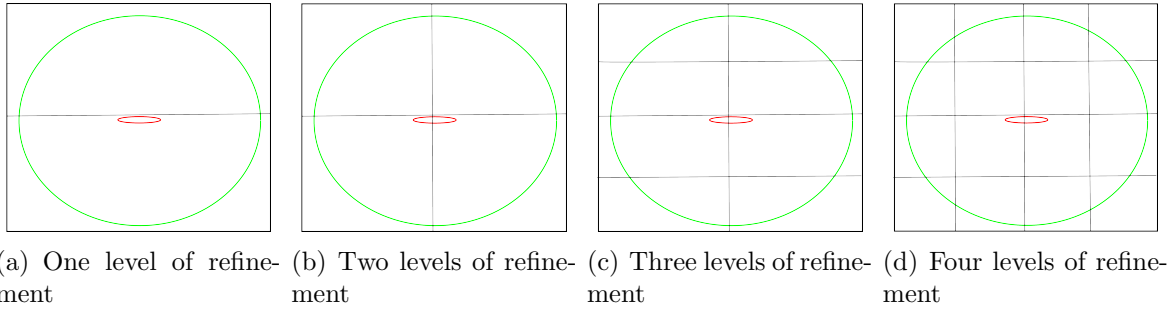 (a) One level of refine-
ment
(b) Two levels of refine-
ment
(c) Three levels of refine-
ment
(d) Four levels of refine-
ment